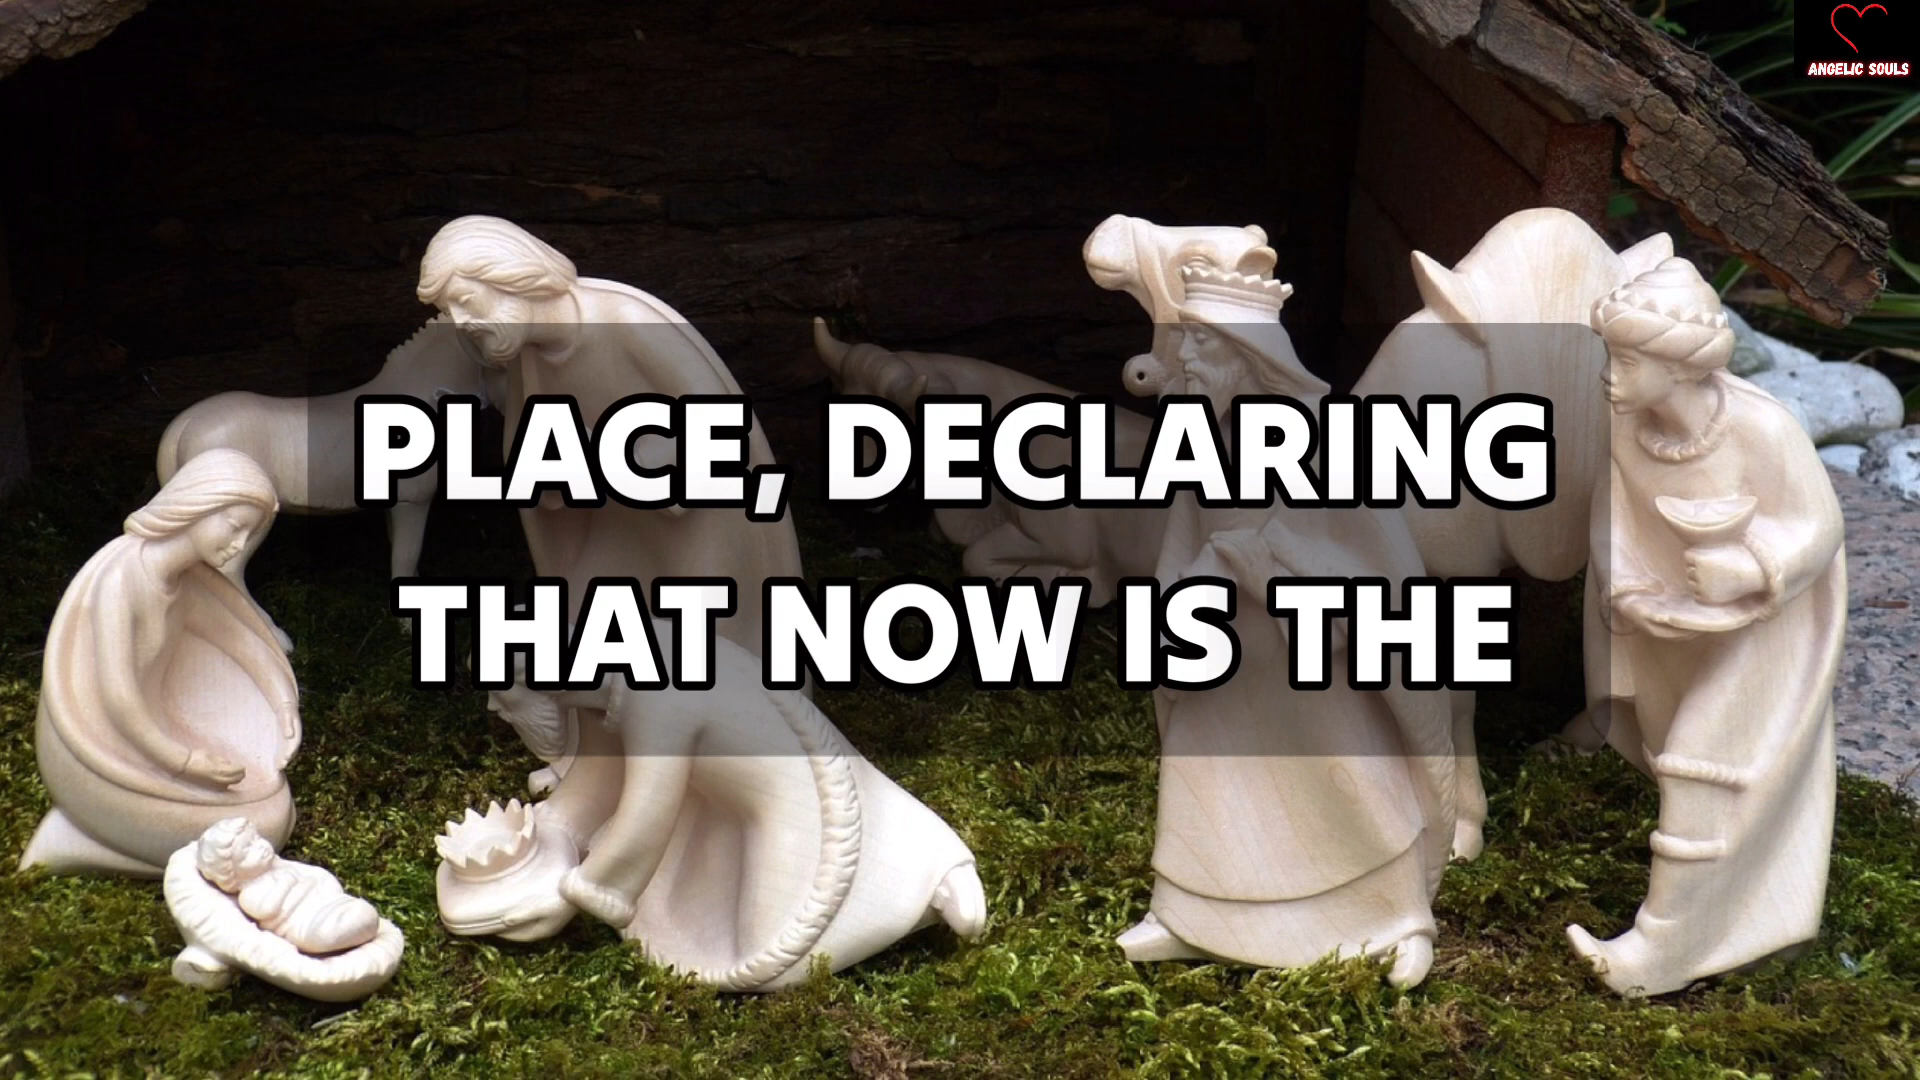 ANGELIC SOULS
PLACE, DECLARING
THAT NOW IS THE